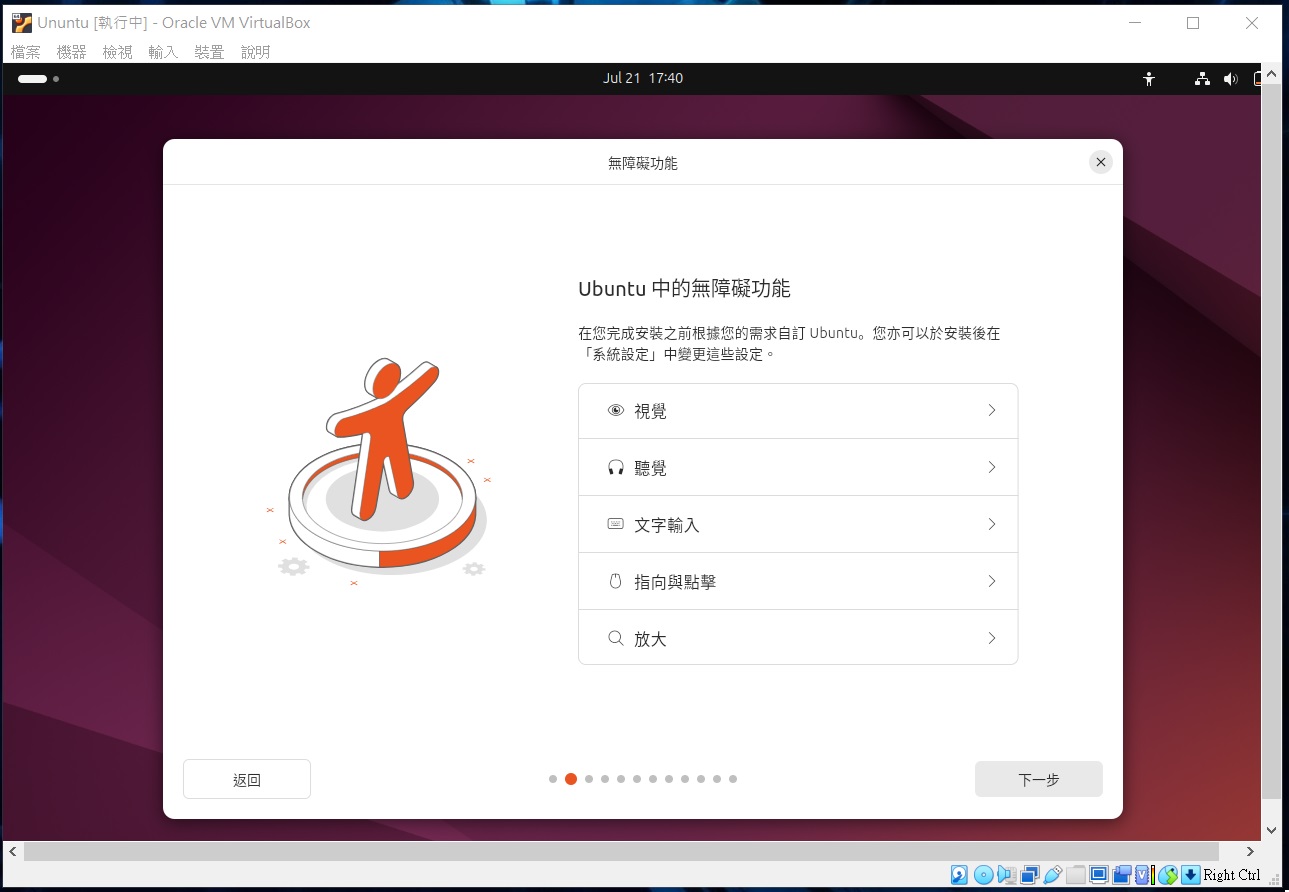 Ununtu [執行中] - Oracle VM VirtualBox
檔案 機器 檢視 輸入 裝置 說明
Jul 21 17:40
無障礙功能
Ubuntu 中的無障礙功能
在您完成安裝之前根據您的需求自訂 Ubuntu。您亦可以於安裝後在
「系統設定」中變更這些設定。
視覺
聽覺
文字輸入
指向與點擊
放大
返回
下一步
Right Ctrl